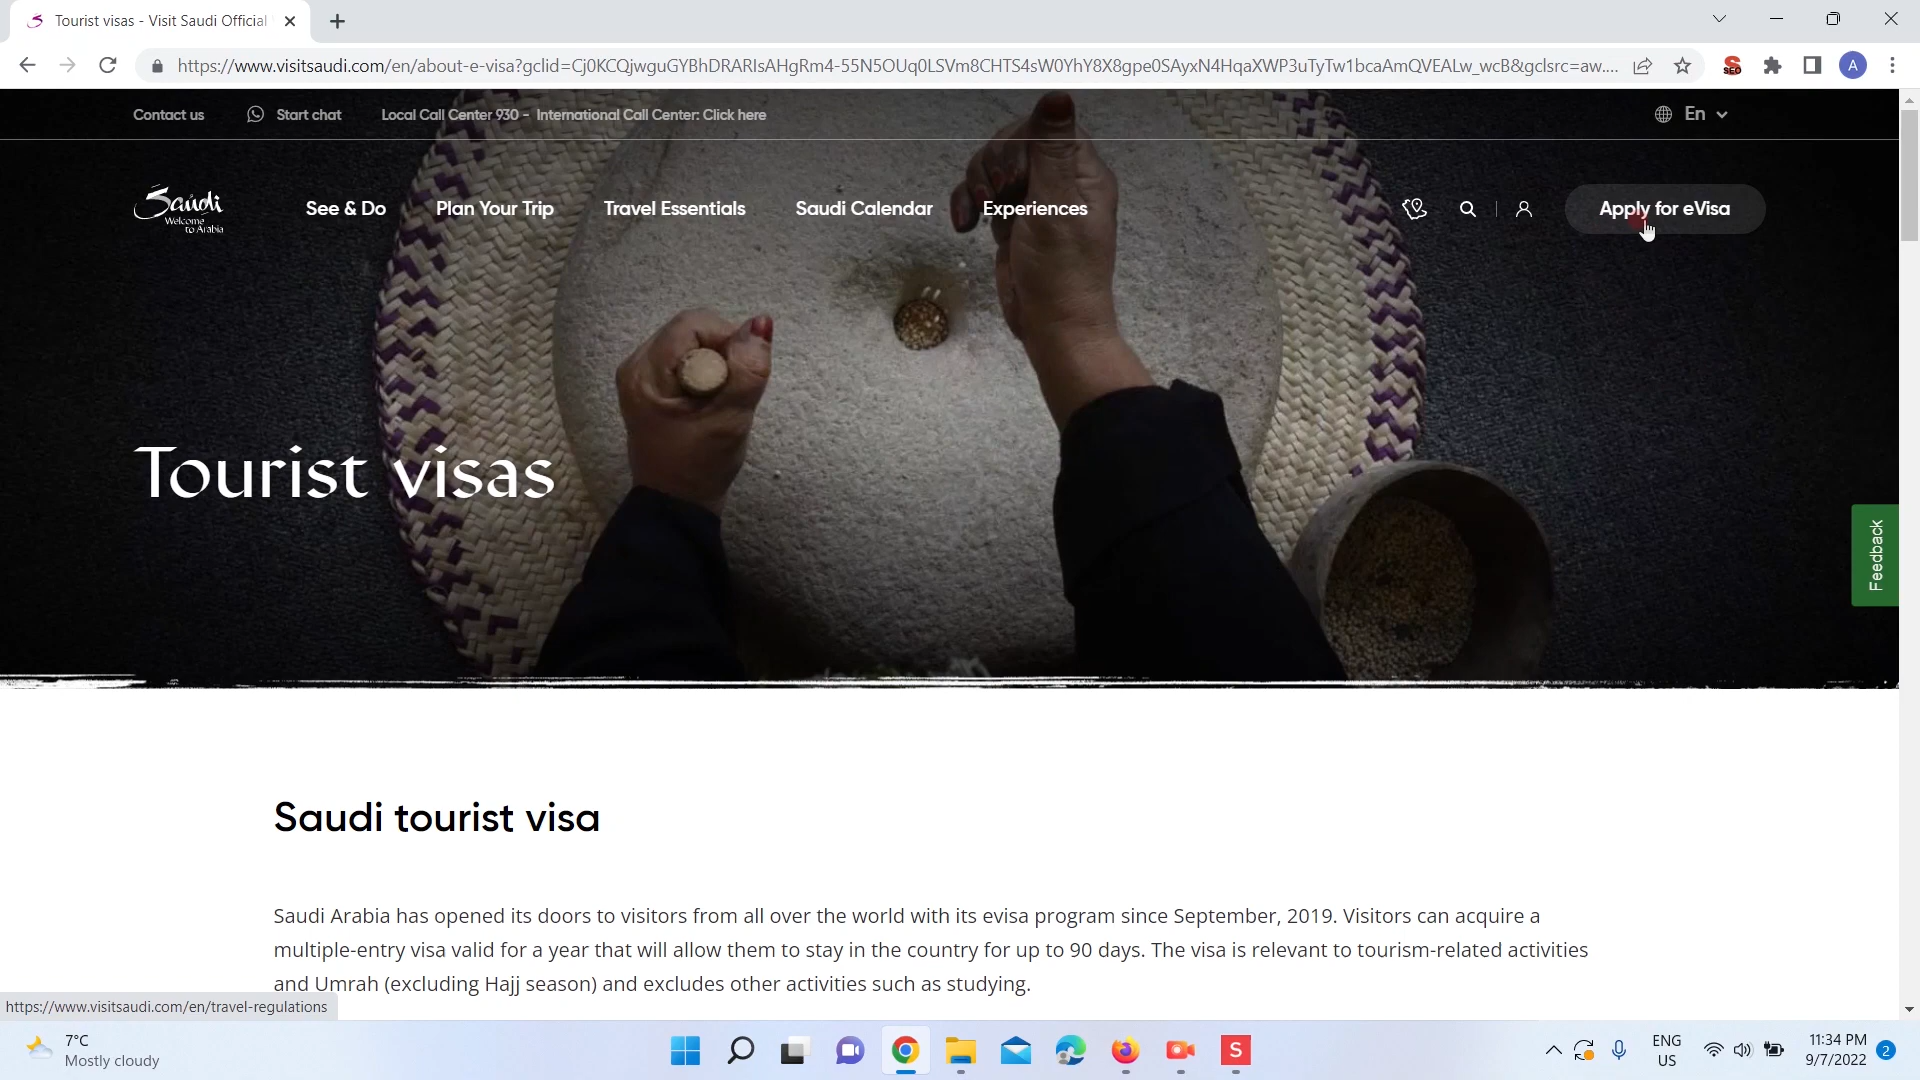 Tourist visas - Visit Saudi Official
https://www.visitsaudi.com/en/about-e-visa?gclid=Cj0KCQjwguGYBhDRARIsAHgRm4-55N5OUq0LSVm8CHTS4sW0YhY8X8gpe0SAyxN4HqaXWP3uTyTw1bcaAmQVEALw_wcB&gclsrc=aw....
SEO
A
Contact us Start chat Local Call Center 930 - International Call Center: Click here En
Saudi
Welcome
to Arabia
See & Do Plan Your Trip Travel Essentials Saudi Calendar Experiences Apply for eVisa
Tourist visas
Feedback
Saudi tourist visa
Saudi Arabia has opened its doors to visitors from all over the world with its evisa program since September, 2019. Visitors can acquire a
multiple-entry visa valid for a year that will allow them to stay in the country for up to 90 days. The visa is relevant to tourism-related activities
and Umrah (excluding Hajj season) and excludes other activities such as studying.
https://www.visitsaudi.com/en/travel-regulations
7°C
Mostly cloudy
S
ENG
US
11:34 PM
9/7/2022
2